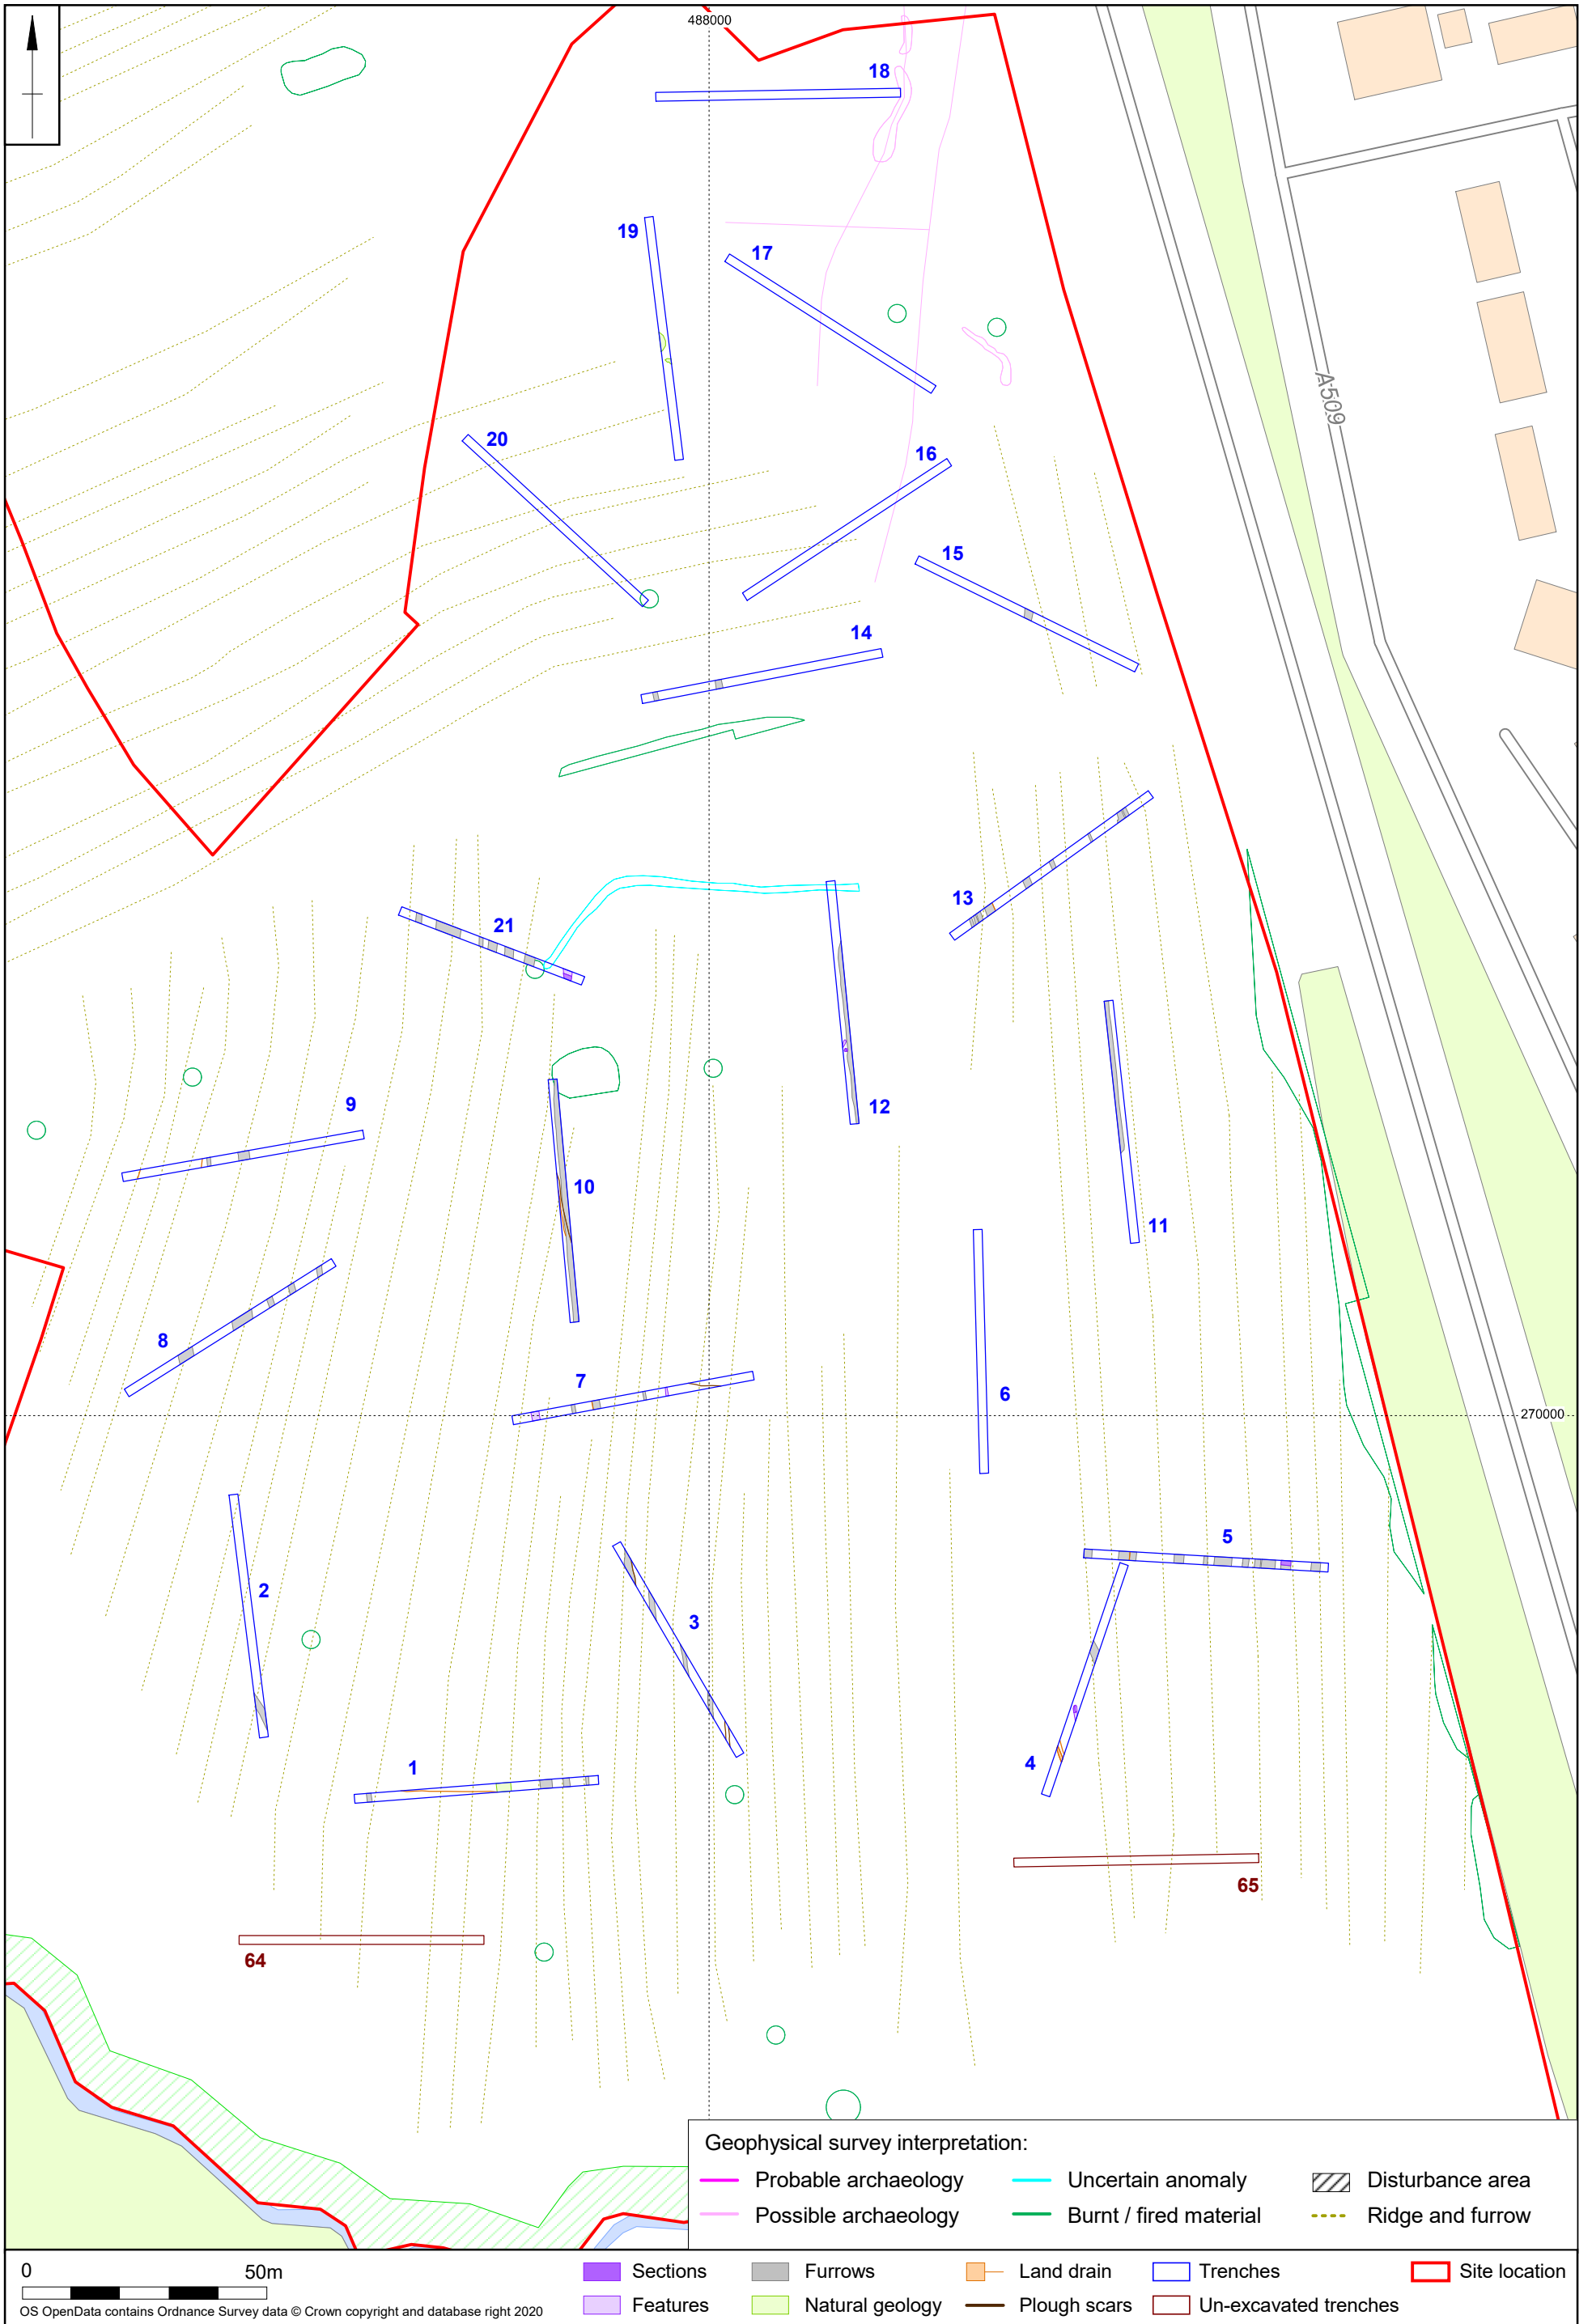 488000
18
19
17
A509
20
16
15
14
13
21
12
9
10
11
8
7
6
270000
5
2
3
1
4
65
64
Geophysical survey interpretation:
Probable archaeology
Uncertain anomaly
Disturbance area
Possible archaeology
Burnt / fired material
Ridge and furrow
0 50m
Sections
Furrows
Land drain
Trenches
Site location
Features
Natural geology
Plough scars
Un-excavated trenches
OS OpenData contains Ordnance Survey data © Crown copyright and database right 2020